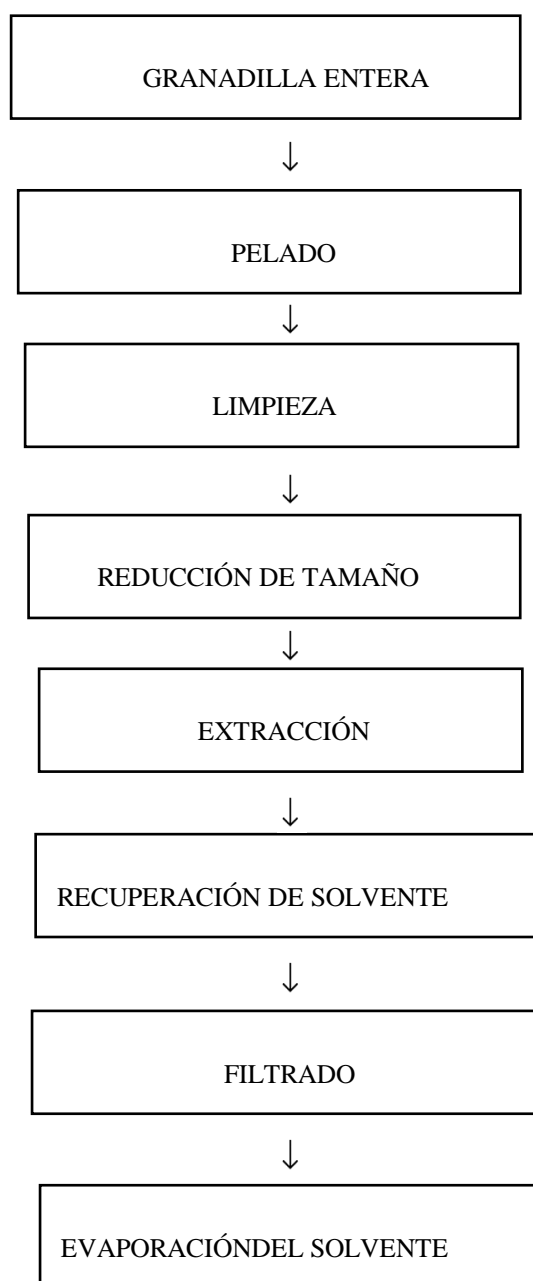 GRANADILLA ENTERA
↓
PELADO
↓
LIMPIEZA
↓
REDUCCIÓN DE TAMAÑO
↓
EXTRACCIÓN
↓
RECUPERACIÓN DE SOLVENTE
↓
FILTRADO
↓
EVAPORACIÓNDEL SOLVENTE